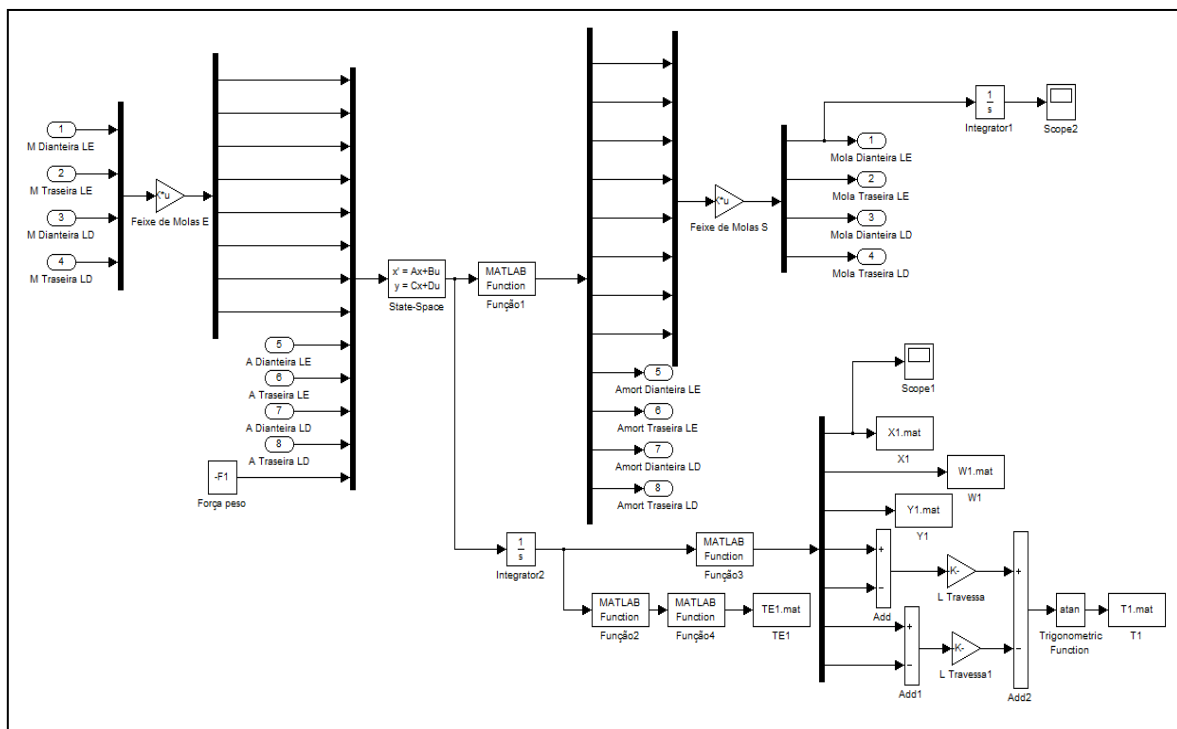 1
M Dianteira LE
2
M Traseira LE
3
M Dianteira LD
4
M Traseira LD
K*u
Feixe de Molas E
5
A Dianteira LE
6
A Traseira LE
7
A Dianteira LD
8
A Traseira LD
-F1
Força peso
x' = Ax+Bu
y = Cx+Du
State-Space
MATLAB
Function
Função1
K*u
Feixe de Molas S
1
s
Integrator1
Scope2
1
Mola Dianteira LE
2
Mola Traseira LE
3
Mola Dianteira LD
4
Mola Traseira LD
5
Amort Dianteira LE
6
Amort Traseira LE
7
Amort Dianteira LD
8
Amort Traseira LD
Scope1
X1.mat
X1
W1.mat
W1
Y1.mat
Y1
1
s
Integrator2
MATLAB
Function
Função3
MATLAB
Function
Função2
MATLAB
Function
Função4
TE1.mat
TE1
+
−
Add
-K-
L Travessa
+
−
Add1
-K-
L Travessa1
+
−
Add2
atan
Trigonometric
Function
T1.mat
T1